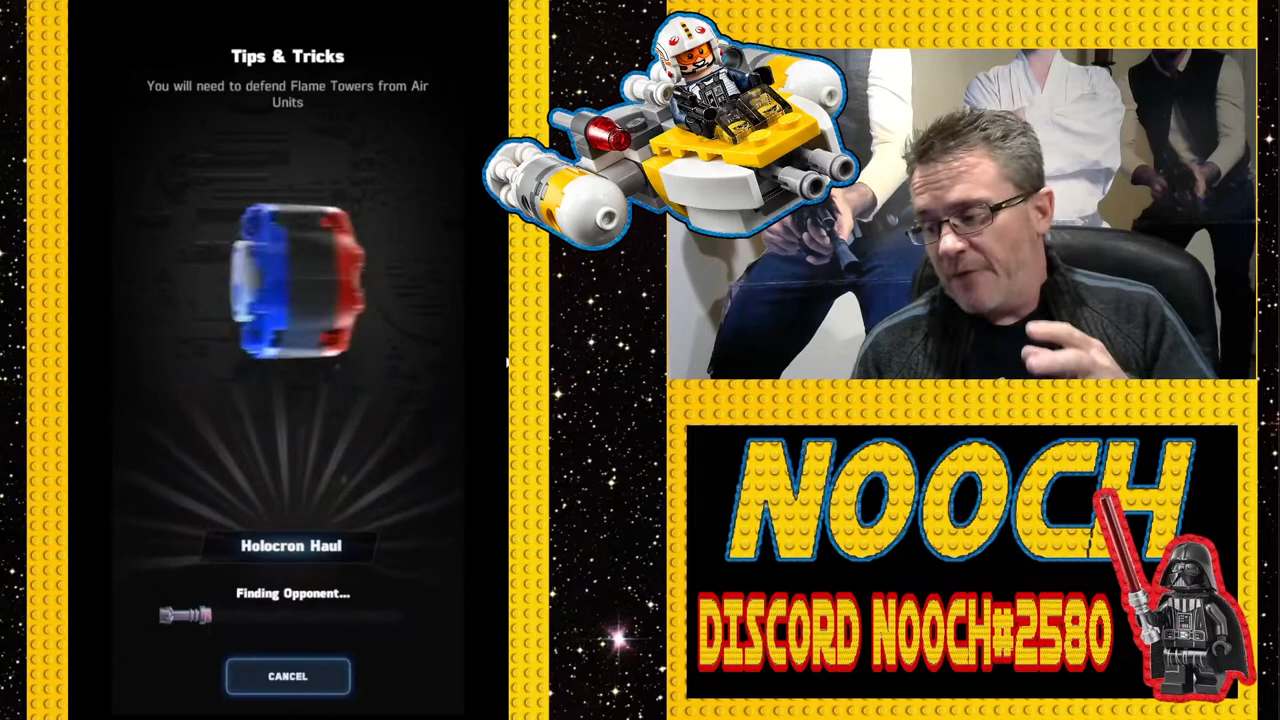 Tips & Tricks
You will need to defend Flame Towers from Air
Units
Holocron Haul
Finding Opponent...
CANCEL
NOOCH
DISCORD NOOCH#2580